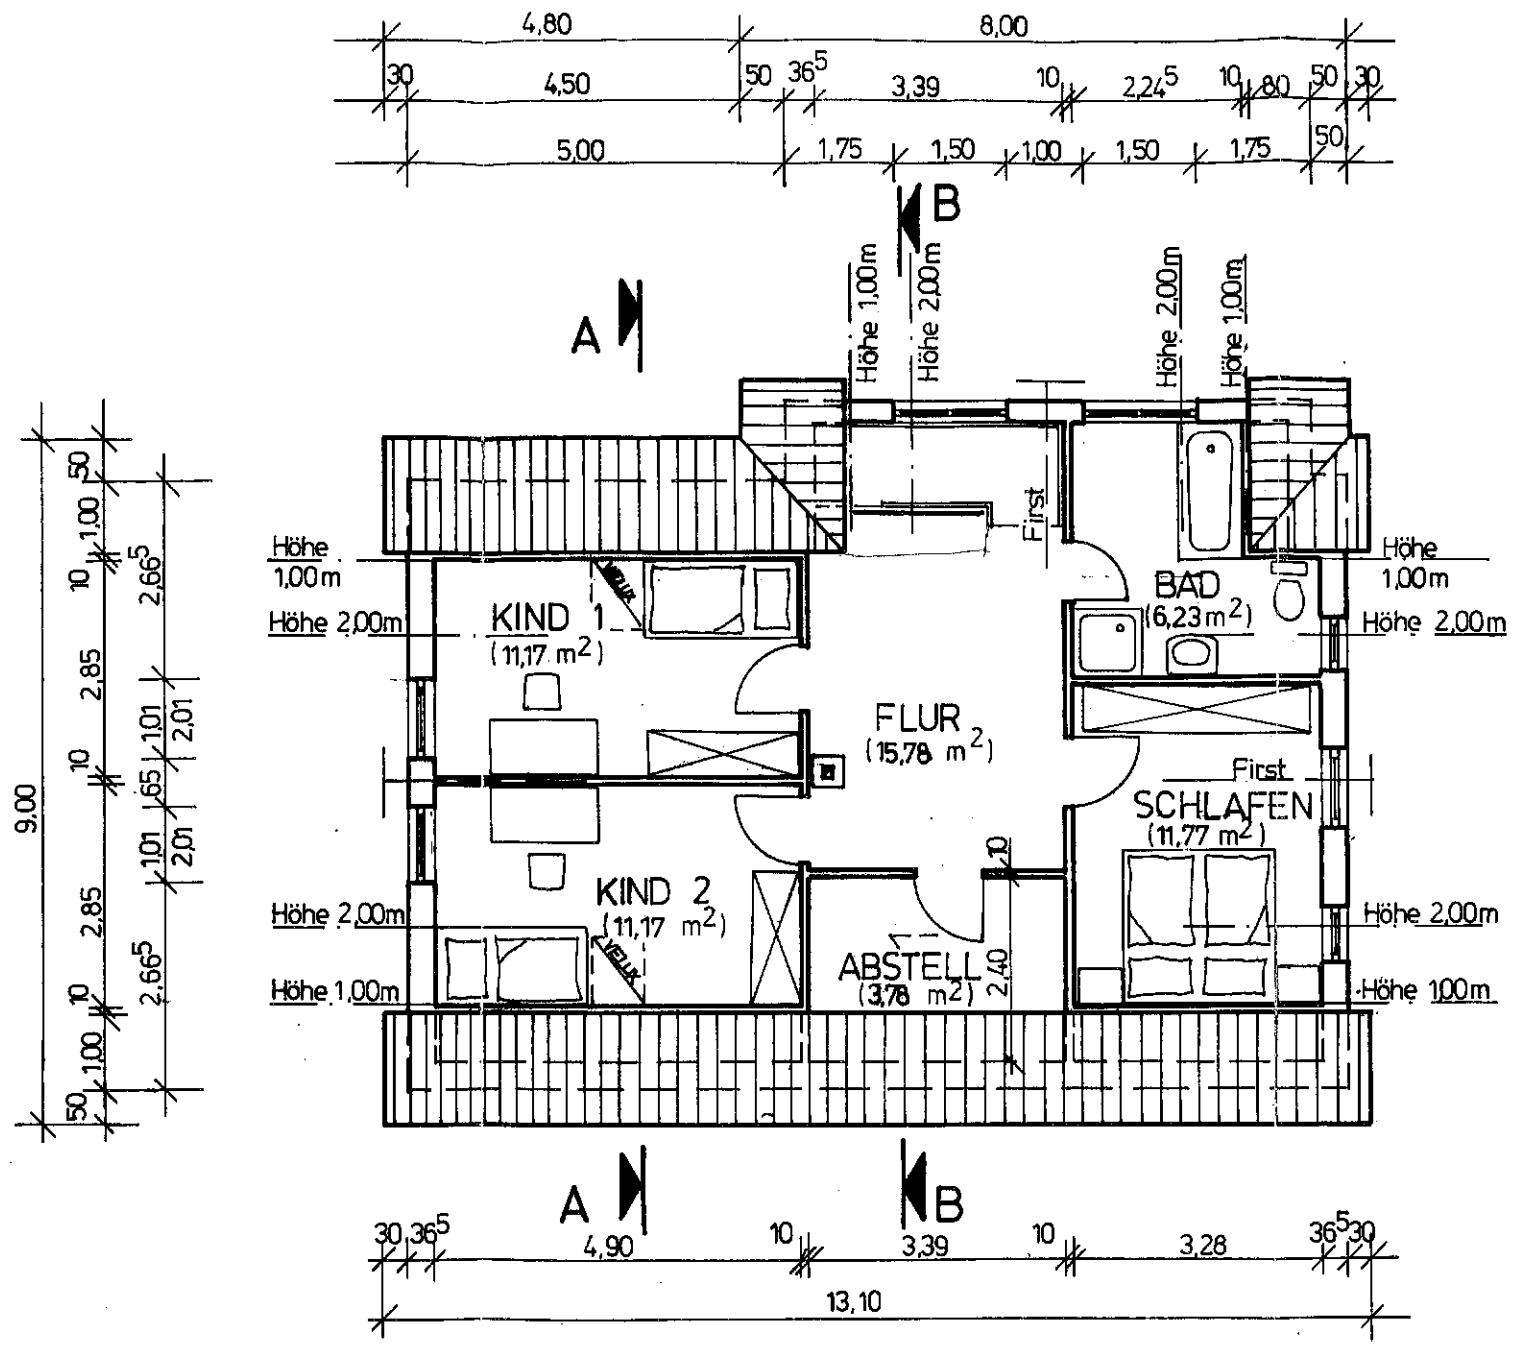 4,80 8,00
30 4,50 50 36⁵ 3,39 10 2,24⁵ 10 80 50 30
5,00 1,75 1,50 1,00 1,50 1,75 50
B
A
Höhe 1,00m
Höhe 2,00m
Höhe 2,00m
Höhe 1,00m
First
Höhe
1,00m
Höhe 2,00m
Höhe 2,00m
Höhe 1,00m
Höhe
1,00m
Höhe 2,00m
Höhe 2,00m
Höhe 1,00m
VELUX
KIND 1
(11,17 m²)
BAD
(6,23 m²)
FLUR
(15,78 m²)
First
SCHLAFEN
(11,77 m²)
KIND 2
(11,17 m²)
VELUX
ABSTELL
(3,78 m²)
10
2,40
9,00
50
1,00
10
2,85
10
2,85
10
1,00
50
2,66⁵
1,01
2,01
65
1,01
2,01
2,66⁵
A
B
30 36⁵ 4,90 10 3,39 10 3,28 36⁵ 30
13,10